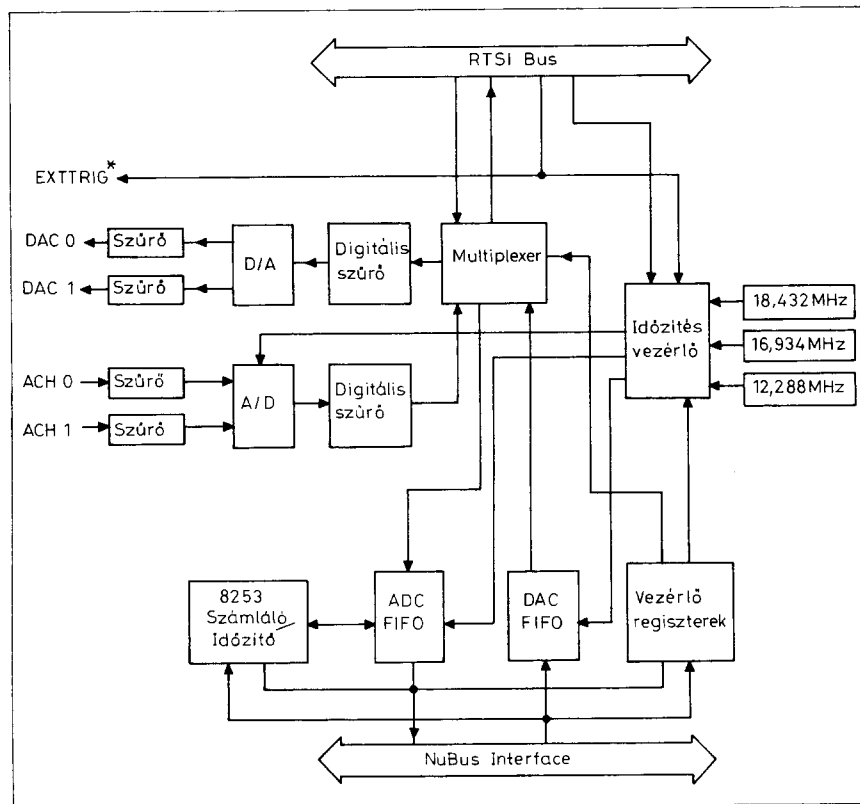 RTSI Bus
EXTTRIG*
DAC 0
Szűrő
D/A
Digitális
szűrő
Multiplexer
DAC 1
Szűrő
18,432 MHz
Időzítés
vezérlő
16,934 MHz
12,288 MHz
ACH 0
Szűrő
A/D
Digitális
szűrő
ACH 1
Szűrő
8253
Számláló
Időzítő
ADC
FIFO
DAC
FIFO
Vezérlő
regiszterek
NuBus Interface